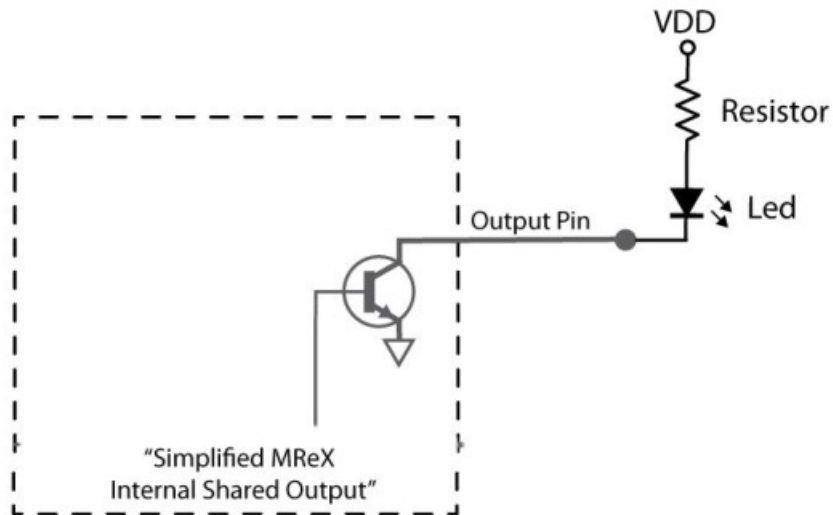 VDD
Resistor
Led
Output Pin
“Simplified MReX
Internal Shared Output”